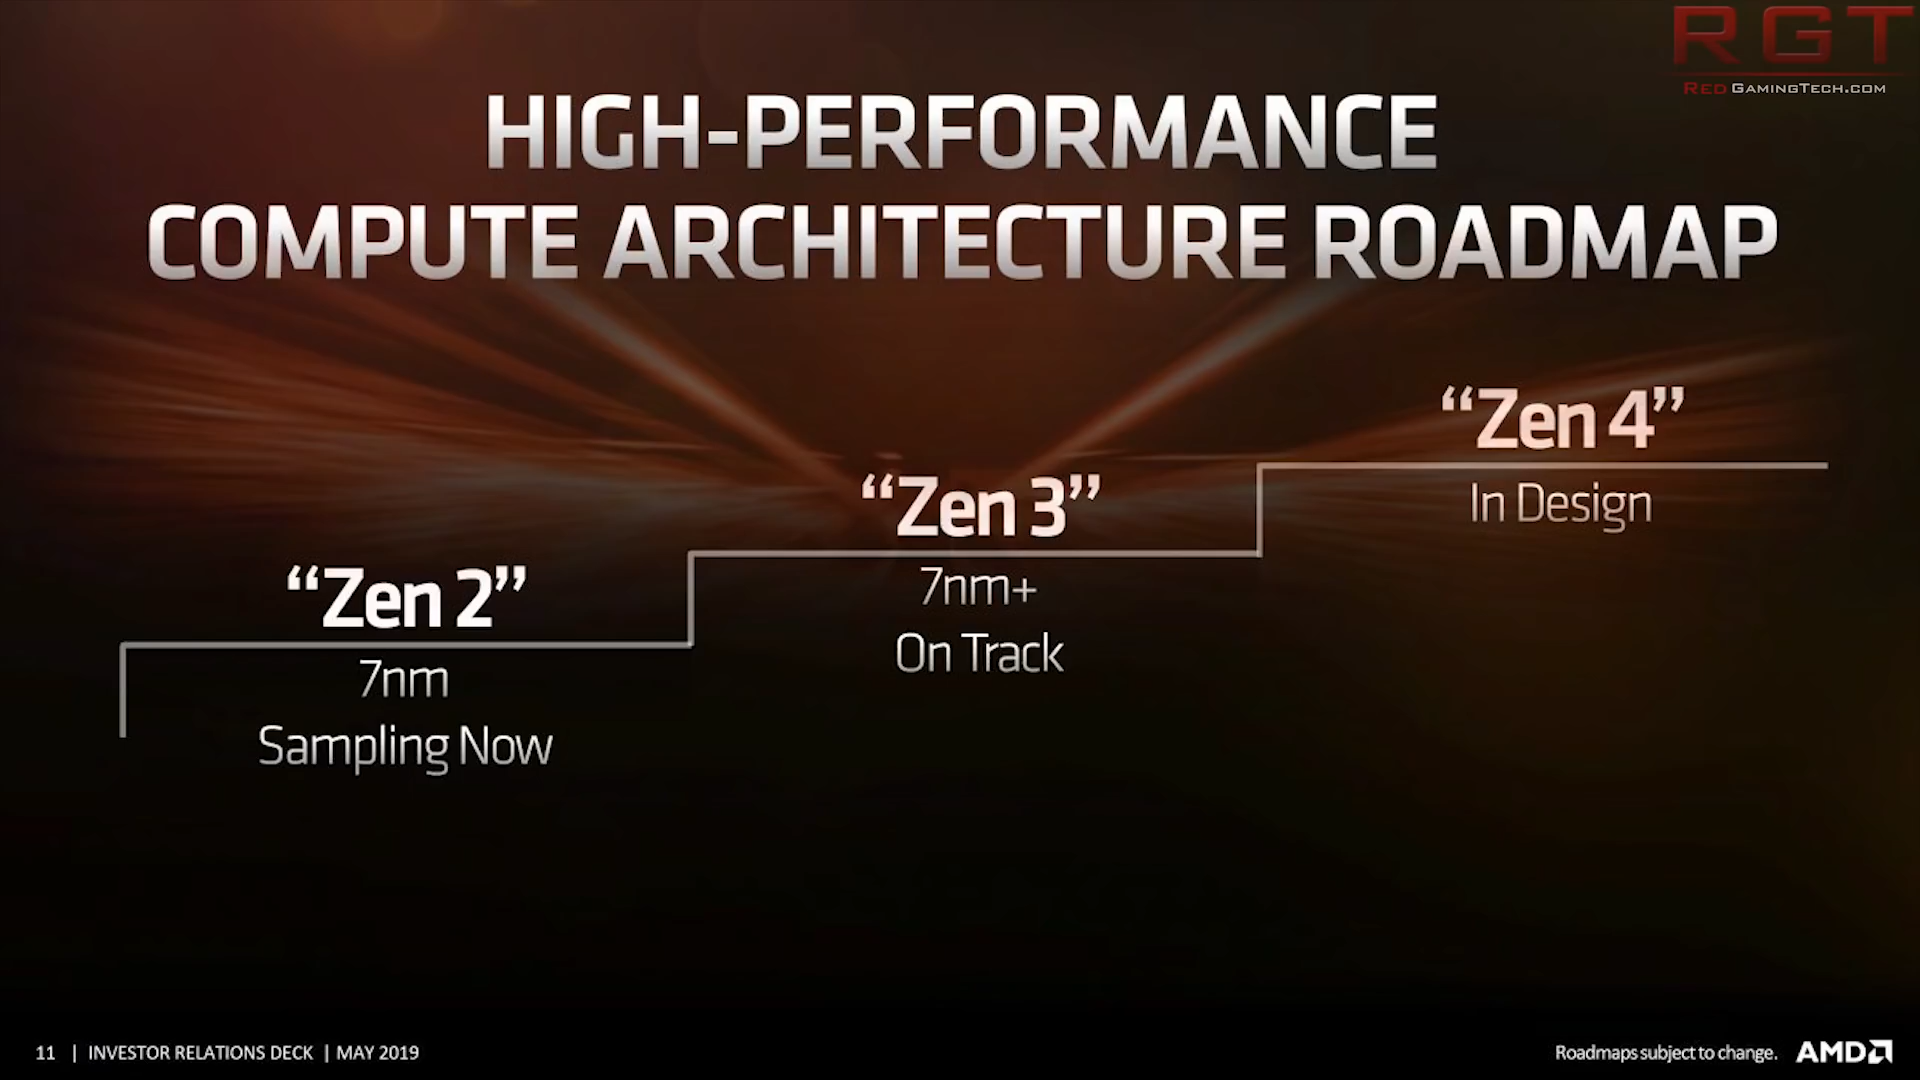 RGT
RedGamingTech.com
HIGH-PERFORMANCE
COMPUTE ARCHITECTURE ROADMAP
“Zen 2”
7nm
Sampling Now
“Zen 3”
7nm+
On Track
“Zen 4”
In Design
11 | INVESTOR RELATIONS DECK | MAY 2019
Roadmaps subject to change. AMD